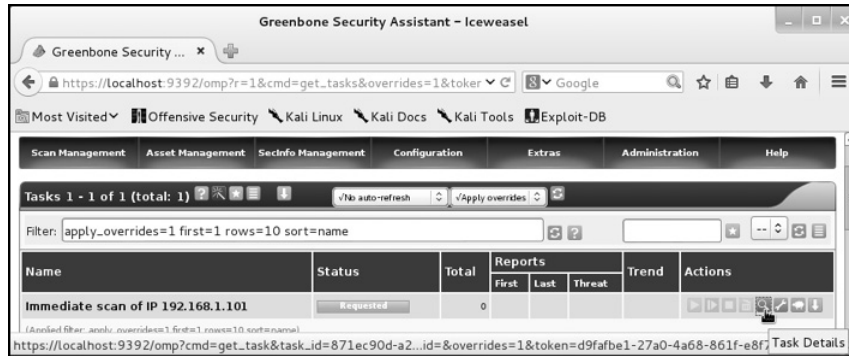 Greenbone Security Assistant - Iceweasel
Greenbone Security ...
https://localhost:9392/omp?r=1&cmd=get_tasks&overrides=1&toker
Google
Most Visited Offensive Security Kali Linux Kali Docs Kali Tools Exploit-DB
Scan Management Asset Management SecInfo Management Configuration Extras Administration Help
Tasks 1 - 1 of 1 (total: 1) √No auto-refresh √Apply overrides
Filter: apply_overrides=1 first=1 rows=10 sort=name --
Name Status Total Reports Trend Actions
First Last Threat
Immediate scan of IP 192.168.1.101 Requested 0
(Applied filter: apply_overrides=1 first=1 rows=10 sort=name)
https://localhost:9392/omp?cmd=get_task&task_id=871ec90d-a2...id=&overrides=1&token=d9fafbe1-27a0-4a68-861f-e8f7 Task Details